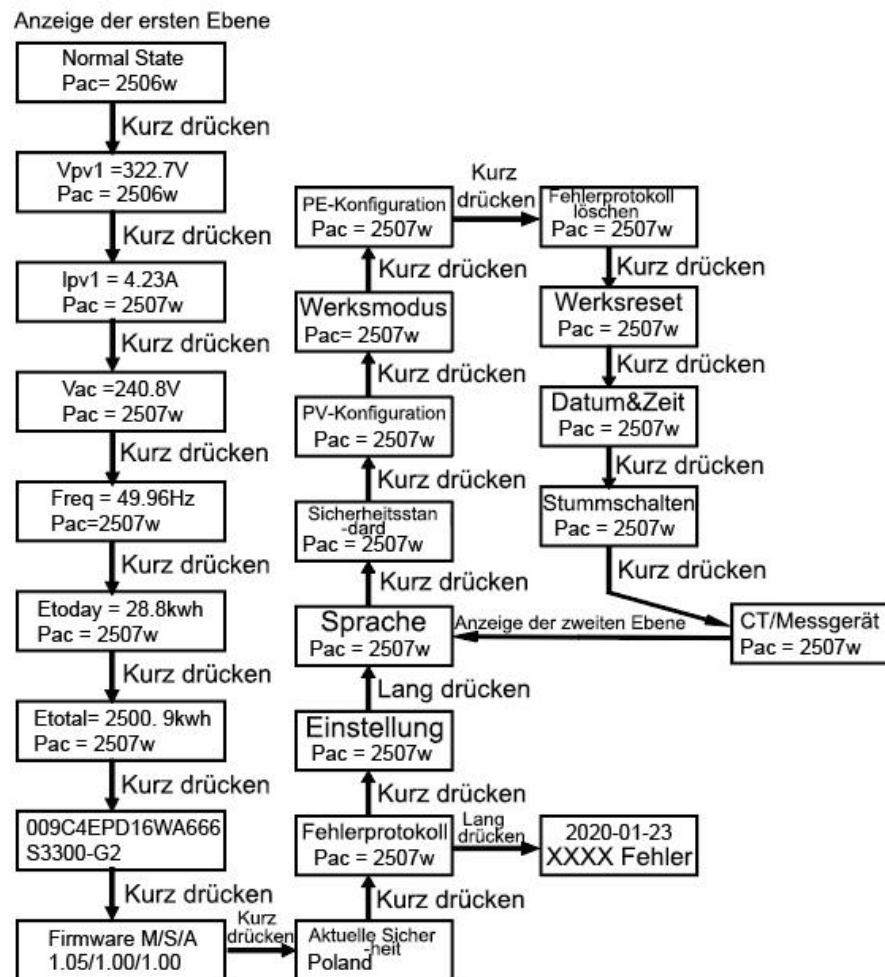 Anzeige der ersten Ebene
Normal State
Pac= 2506w
Kurz drücken
Vpv1 =322.7V
Pac = 2506w
Kurz drücken
Ipv1 = 4.23A
Pac = 2507w
Kurz drücken
Vac =240.8V
Pac = 2507w
Kurz drücken
Freq = 49.96Hz
Pac=2507w
Kurz drücken
Etoday = 28.8kwh
Pac = 2507w
Kurz drücken
Etotal= 2500. 9kwh
Pac = 2507w
Kurz drücken
009C4EPD16WA666
S3300-G2
Kurz drücken
Firmware M/S/A
1.05/1.00/1.00
Kurz
drücken
Aktuelle Sicher
-heit
Poland
Kurz drücken
Fehlerprotokoll
Pac = 2507w
Lang
drücken
2020-01-23
XXXX Fehler
Kurz drücken
Einstellung
Pac = 2507w
Lang drücken
Sprache
Pac = 2507w
Kurz drücken
Sicherheitsstan
-dard
Pac = 2507w
Kurz drücken
PV-Konfiguration
Pac = 2507w
Kurz drücken
Werksmodus
Pac= 2507w
Kurz drücken
PE-Konfiguration
Pac = 2507w
Kurz
drücken
Fehlerprotokoll
löschen
Pac = 2507w
Kurz drücken
Werksreset
Pac = 2507w
Kurz drücken
Datum&Zeit
Pac = 2507w
Kurz drücken
Stummschalten
Pac = 2507w
Kurz drücken
CT/Messgerät
Pac = 2507w
Anzeige der zweiten Ebene